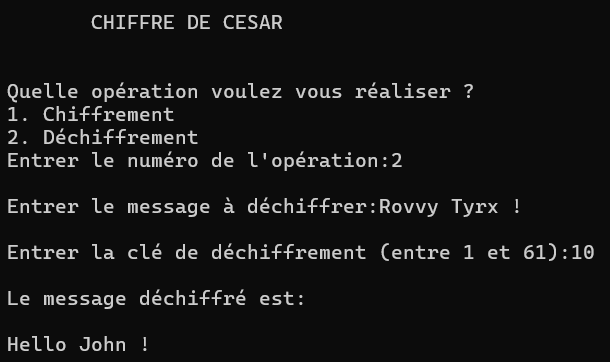 CHIFFRE DE CESAR
Quelle opération voulez vous réaliser ?
1. Chiffrement
2. Déchiffrement
Entrer le numéro de l'opération:2
Entrer le message à déchiffrer:Rovvy Tyrx !
Entrer la clé de déchiffrement (entre 1 et 61):10
Le message déchiffré est:
Hello John !